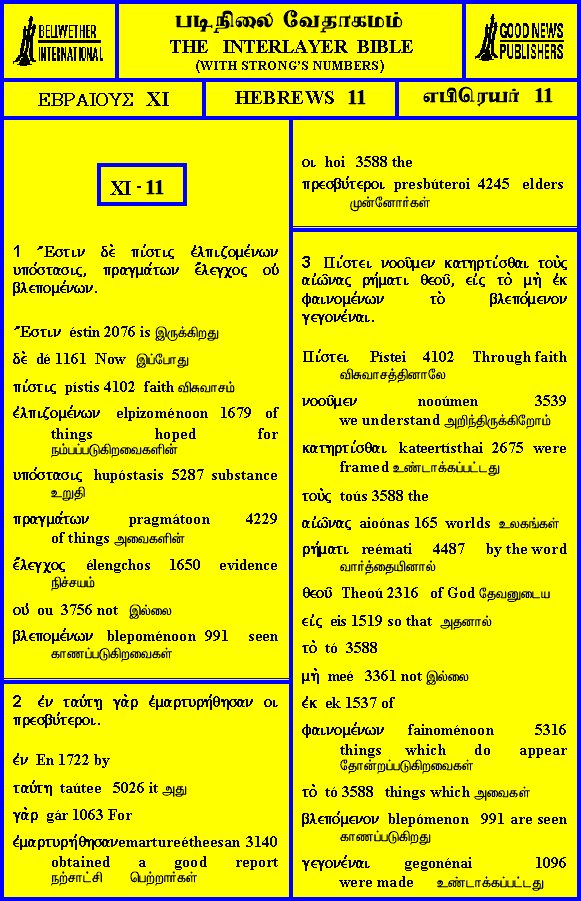 BELLWETHER
INTERNATIONAL
படிநிலை வேதாகமம்
THE INTERLAYER BIBLE
(WITH STRONG'S NUMBERS)
GOOD NEWS
PUBLISHERS
ΕΒΡΑΙΟΥΣ XI
HEBREWS 11
எபிரெயர் 11
XI - 11
1 Ἔστιν δὲ πίστις ἐλπιζομένων
υπόστασις, πραγμάτων ἔλεγχος οὐ
βλεπομένων.
Ἔστιν éstin 2076 is இருக்கிறது
δὲ dé 1161 Now இப்போது
πίστις pístis 4102 faith விசுவாசம்
ἐλπιζομένων elpizoménoon 1679 of
things hoped for
நம்பப்படுகிறவைகளின்
υπόστασις hupóstasis 5287 substance
உறுதி
πραγμάτων pragmátoon 4229
of things அவைகளின்
ἔλεγχος élengchos 1650 evidence
நிச்சயம்
οὐ ou 3756 not இல்லை
βλεπομένων blepoménoon 991 seen
காணப்படுகிறவைகள்
2 ἐν ταύτῃ γὰρ ἐμαρτυρήθησαν οι
πρεσβύτεροι.
ἐν En 1722 by
ταύτῃ taútee 5026 it அது
γὰρ gár 1063 For
ἐμαρτυρήθησαν emartureétheesan 3140
obtained a good report
நற்சாட்சி பெற்றார்கள்
οι hoi 3588 the
πρεσβύτεροι presbúteroi 4245 elders
முன்னோர்கள்
3 Πίστει νοοῦμεν κατηρτίσθαι τοὺς
αἰῶνας ρήματι θεοῦ, εἰς τὸ μὴ ἐκ
φαινομένων τὸ βλεπόμενον
γεγονέναι.
Πίστει Pístei 4102 Through faith
விசுவாசத்தினாலே
νοοῦμεν nooúmen 3539
we understand அறிந்திருக்கிறோம்
κατηρτίσθαι kateertísthai 2675 were
framed உண்டாக்கப்பட்டது
τοὺς toús 3588 the
αἰῶνας aioónas 165 worlds உலகங்கள்
ρήματι reémati 4487 by the word
வார்த்தையினால்
θεοῦ Theoú 2316 of God தேவனுடைய
εἰς eis 1519 so that அதனால்
τὸ tó 3588
μὴ meé 3361 not இல்லை
ἐκ ek 1537 of
φαινομένων fainoménoon 5316
things which do appear
தோன்றப்படுகிறவைகள்
τὸ tó 3588 things which அவைகள்
βλεπόμενον blepómenon 991 are seen
காணப்படுகிறது
γεγονέναι gegonénai 1096
were made உண்டாக்கப்பட்டது